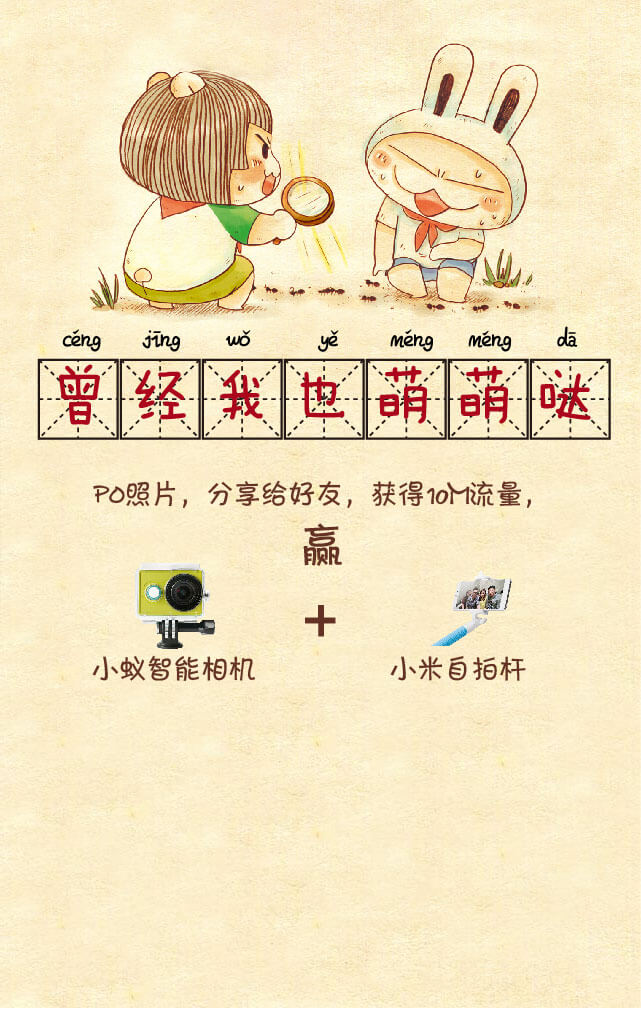 céng jīng wǒ yě méng méng dā
曾经我也萌萌哒
PO照片，分享给好友，获得10M流量，
赢
+
小蚁智能相机 小米自拍杆